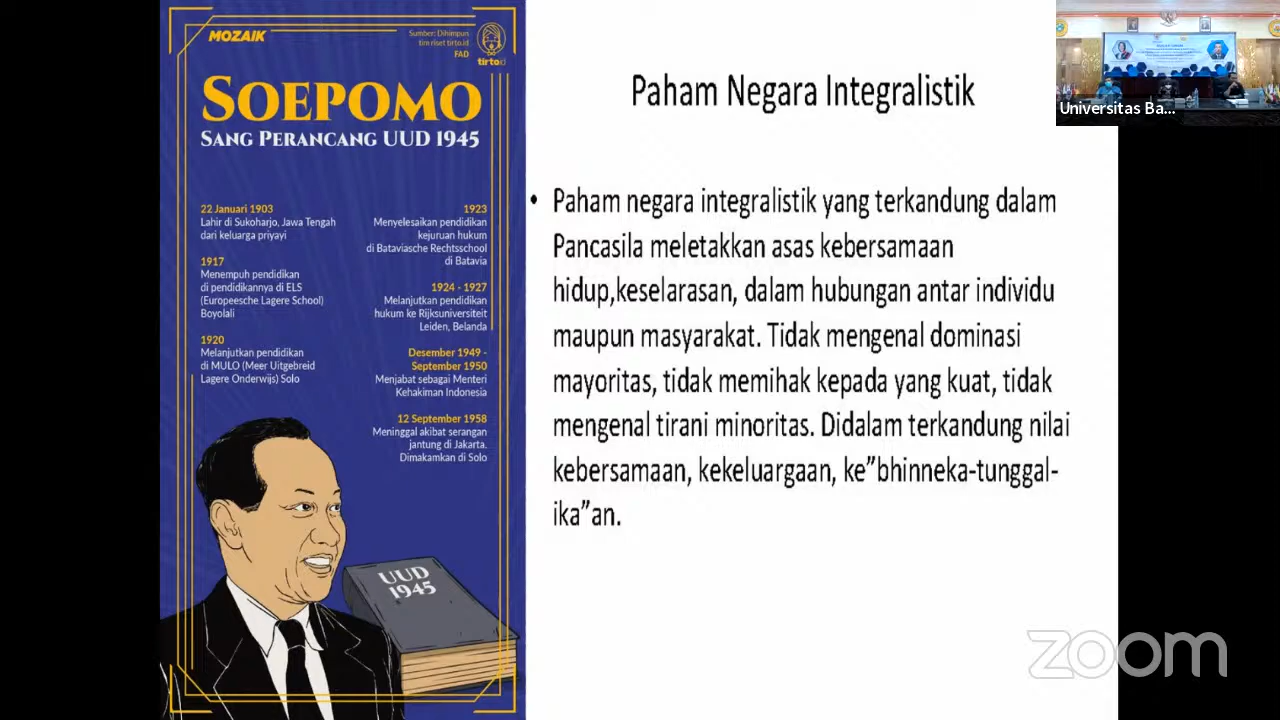 MOZAIK
Sumber: Dihimpun
tim riset tirto.id
FAD
tirto.id
SOEPOMO
SANG PERANCANG UUD 1945
22 Januari 1903
Lahir di Sukoharjo, Jawa Tengah
dari keluarga priyayi
1917
Menempuh pendidikan
di pendidikannya di ELS
(Europeesche Lagere School)
Boyolali
1920
Melanjutkan pendidikan
di MULO (Meer Uitgebreid
Lagere Onderwijs) Solo
1923
Menyelesaikan pendidikan
kejuruan hukum
di Bataviasche Rechtsschool
di Batavia
1924 - 1927
Melanjutkan pendidikan
hukum ke Rijksuniversiteit
Leiden, Belanda
Desember 1949 -
September 1950
Menjabat sebagai Menteri
Kehakiman Indonesia
12 September 1958
Meninggal akibat serangan
jantung di Jakarta.
Dimakamkan di Solo
UUD
1945
Paham Negara Integralistik
• Paham negara integralistik yang terkandung dalam
Pancasila meletakkan asas kebersamaan
hidup,keselarasan, dalam hubungan antar individu
maupun masyarakat. Tidak mengenal dominasi
mayoritas, tidak memihak kepada yang kuat, tidak
mengenal tirani minoritas. Didalam terkandung nilai
kebersamaan, kekeluargaan, ke”bhinneka-tunggal-
ika”an.
Universitas Ba...
zoom